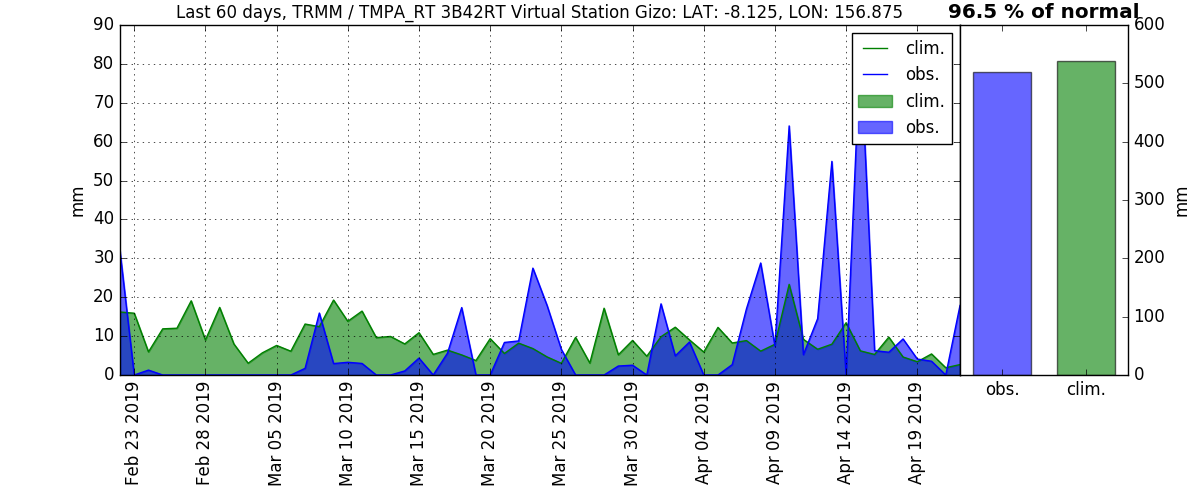 Last 60 days, TRMM / TMPA_RT 3B42RT Virtual Station Gizo: LAT: -8.125, LON: 156.875
96.5 % of normal
90
80
70
60
50
40
30
20
10
0
mm
clim.
obs.
clim.
obs.
600
500
400
300
200
100
0
mm
Feb 23 2019
Feb 28 2019
Mar 05 2019
Mar 10 2019
Mar 15 2019
Mar 20 2019
Mar 25 2019
Mar 30 2019
Apr 04 2019
Apr 09 2019
Apr 14 2019
Apr 19 2019
obs.
clim.